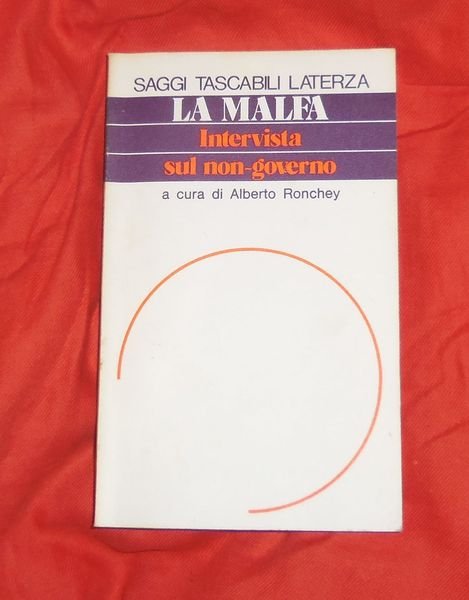 SAGGI TASCABILI LATERZA
LA MALFA
Intervista
sul non-governo
a cura di Alberto Ronchey